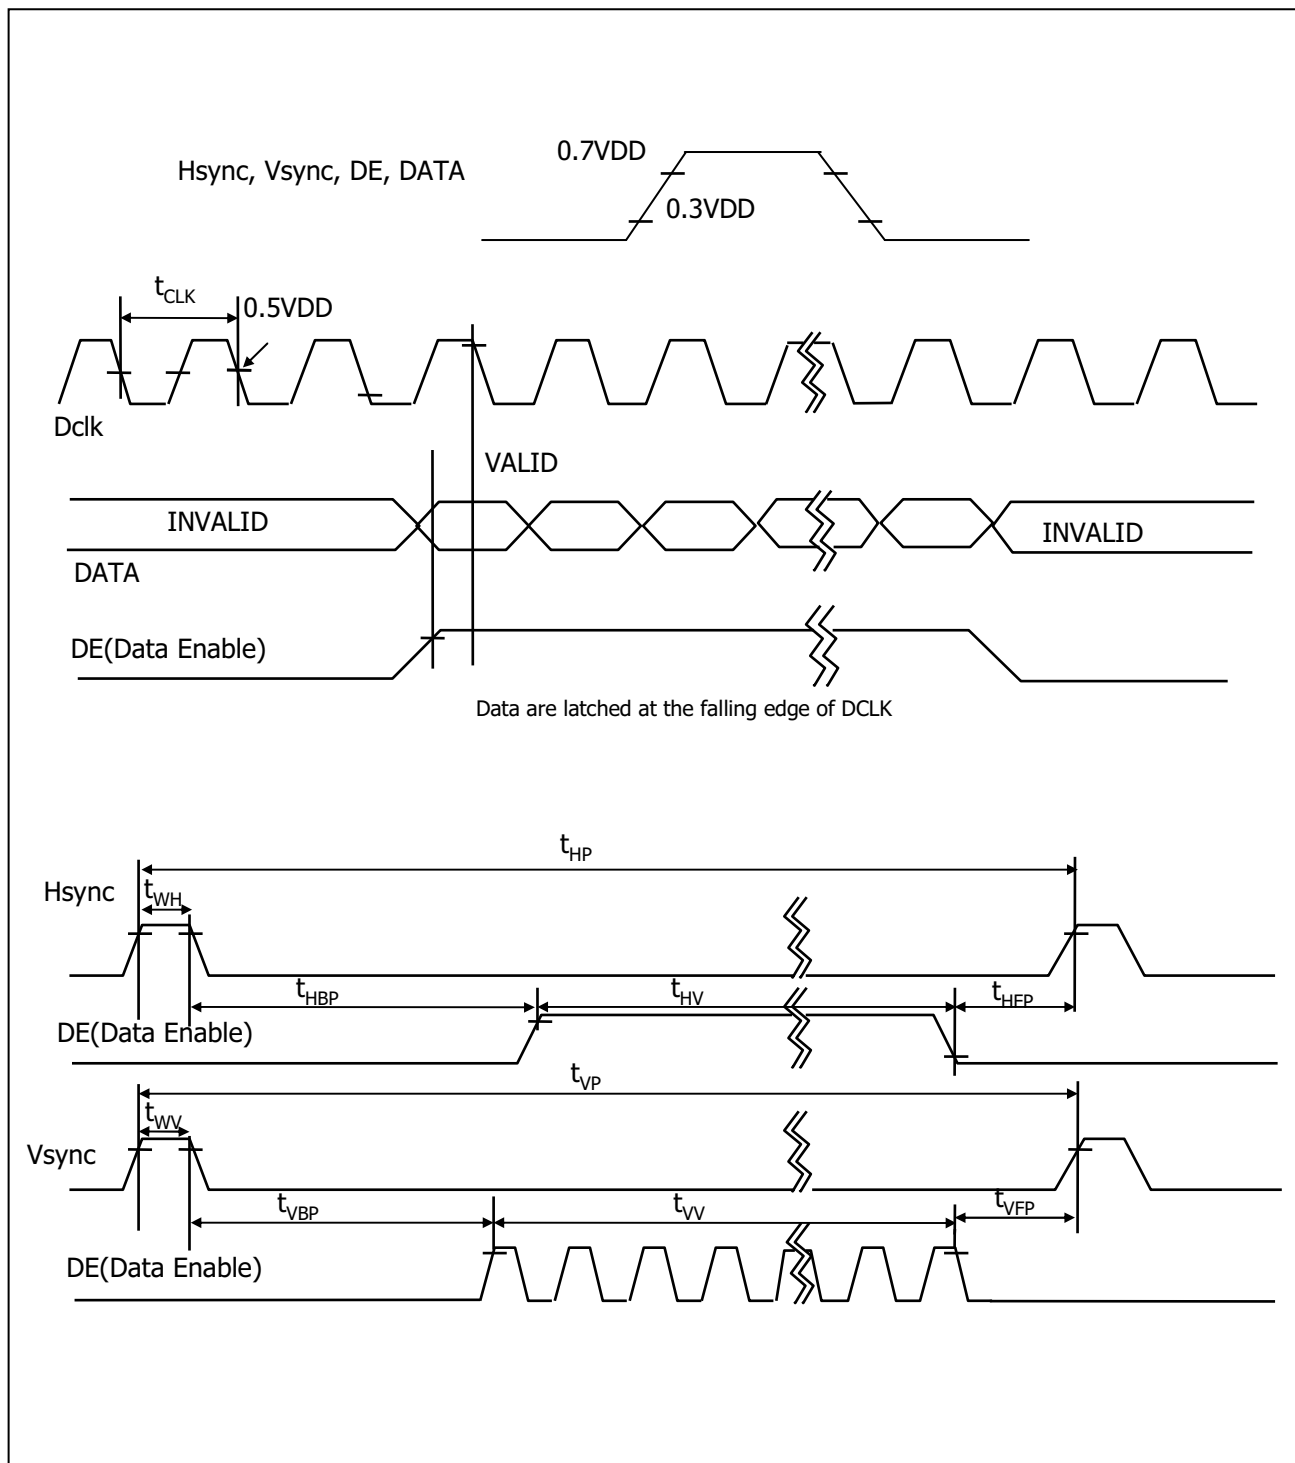 0.7VDD
Hsync, Vsync, DE, DATA
0.3VDD
tCLK
0.5VDD
Dclk
VALID
INVALID
INVALID
DATA
DE(Data Enable)
Data are latched at the falling edge of DCLK
tHP
Hsync
tWH
tHBP
tHV
tHFP
DE(Data Enable)
tVP
tWV
Vsync
tVBP
tVV
tVFP
DE(Data Enable)